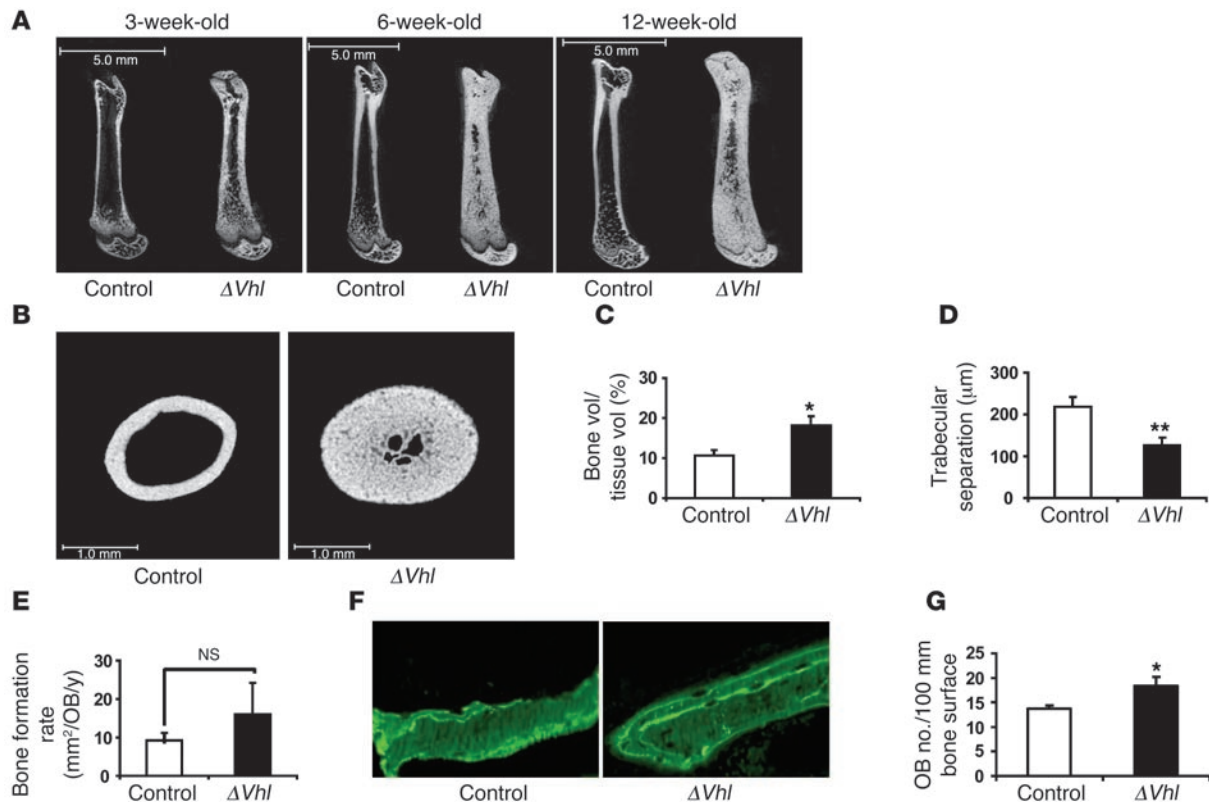 A
3-week-old 6-week-old 12-week-old
5.0 mm 5.0 mm 5.0 mm
Control ΔVhl Control ΔVhl Control ΔVhl
B
1.0 mm 1.0 mm
Control ΔVhl
C
Bone vol/
tissue vol (%)
30
20
10
0
*
Control ΔVhl
D
Trabecular
separation (μm)
300
200
100
0
**
Control ΔVhl
E
Bone formation
rate
(mm²/OB/y)
30
20
10
0
NS
Control ΔVhl
F
Control ΔVhl
G
OB no./100 mm
bone surface
25
20
15
10
5
0
*
Control ΔVhl